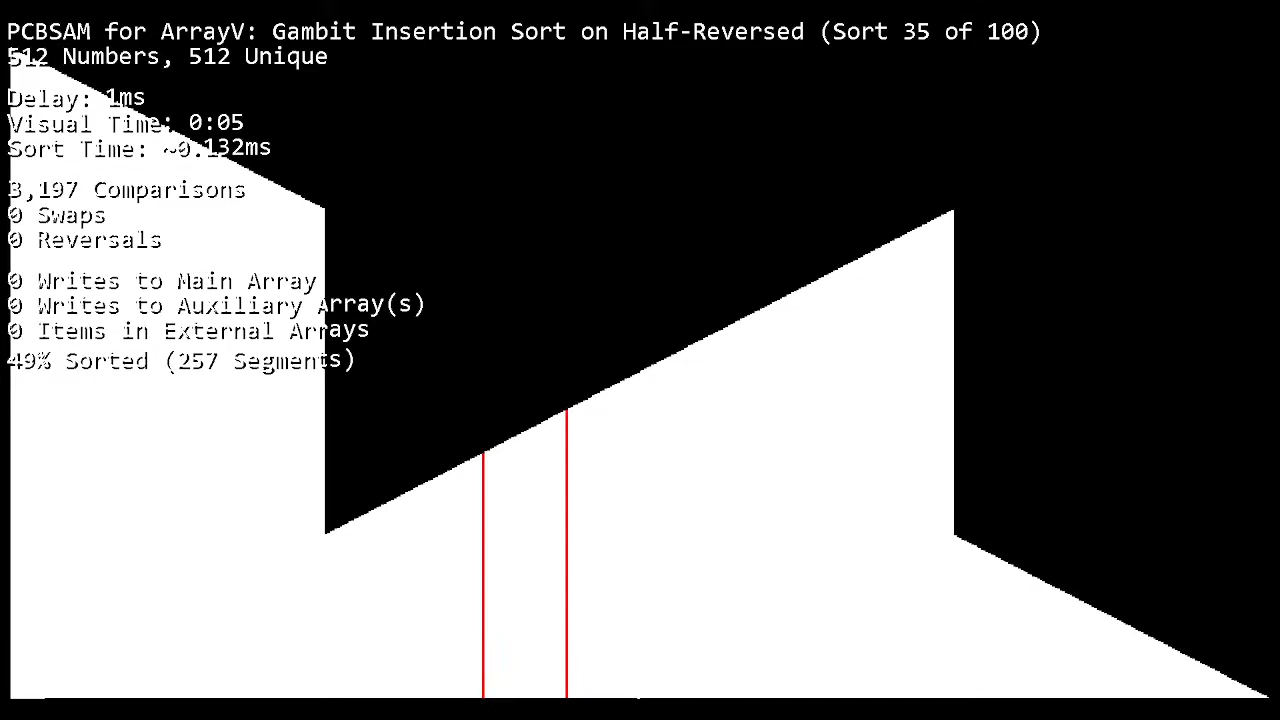 PCBSAM for ArrayV: Gambit Insertion Sort on Half-Reversed (Sort 35 of 100)
512 Numbers, 512 Unique
Delay: 1ms
Visual Time: 0:05
Sort Time: ~0.132ms
3,197 Comparisons
0 Swaps
0 Reversals
0 Writes to Main Array
0 Writes to Auxiliary Array(s)
0 Items in External Arrays
49% Sorted (257 Segments)